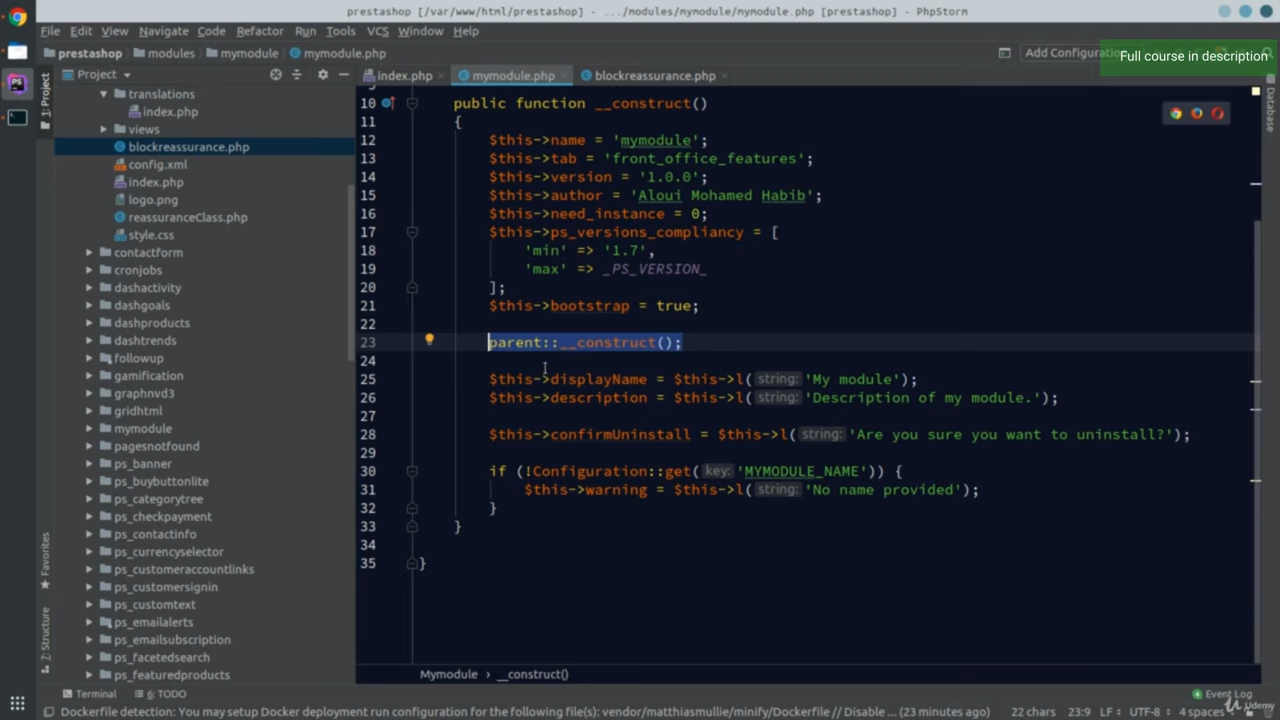 prestashop [/var/www/html/prestashop] - .../modules/mymodule/mymodule.php [prestashop] - PhpStorm
File Edit View Navigate Code Refactor Run Tools VCS Window Help
prestashop modules mymodule mymodule.php
Add Configuration
Full course in description
Project
index.php mymodule.php blockreassurance.php
1: Project
Database
translations
index.php
views
blockreassurance.php
config.xml
index.php
logo.png
reassuranceClass.php
style.css
contactform
cronjobs
dashactivity
dashgoals
dashproducts
dashtrends
followup
gamification
graphnvd3
gridhtml
mymodule
pagesnotfound
ps_banner
ps_buybuttonlite
ps_categorytree
ps_checkpayment
ps_contactinfo
ps_currencyselector
ps_customeraccountlinks
ps_customersignin
ps_customtext
ps_emailalerts
ps_emailsubscription
ps_facetedsearch
ps_featuredproducts
Favorites
7: Structure
10 public function __construct()
11 {
12 $this->name = 'mymodule';
13 $this->tab = 'front_office_features';
14 $this->version = '1.0.0';
15 $this->author = 'Aloui Mohamed Habib';
16 $this->need_instance = 0;
17 $this->ps_versions_compliancy = [
18 'min' => '1.7',
19 'max' => _PS_VERSION_
20 ];
21 $this->bootstrap = true;
22
23 parent::__construct();
24
25 $this->displayName = $this->l( string: 'My module');
26 $this->description = $this->l( string: 'Description of my module.');
27
28 $this->confirmUninstall = $this->l( string: 'Are you sure you want to uninstall?');
29
30 if (!Configuration::get( key: 'MYMODULE_NAME')) {
31 $this->warning = $this->l( string: 'No name provided');
32 }
33 }
34
35 }
Mymodule › __construct()
Terminal 6: TODO
4 Event Log
Dockerfile detection: You may setup Docker deployment run configuration for the following file(s): vendor/matthiasmullie/minify/Dockerfile // Disable ... (23 minutes ago)
22 chars 23:9 LF UTF-8 4 spaces
Udemy